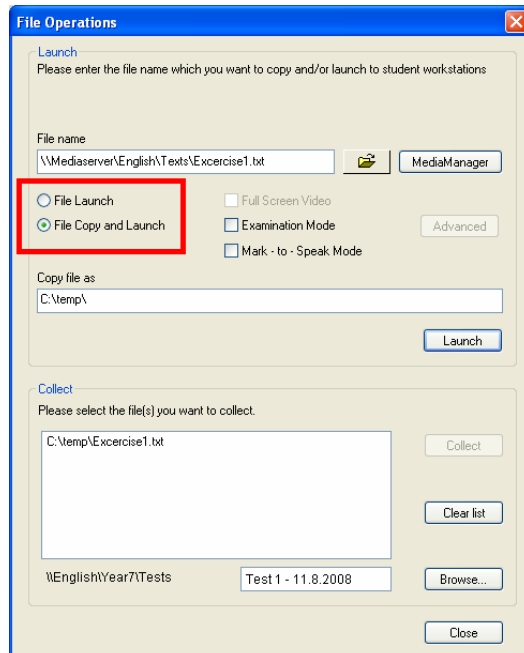 File Operations
Launch
Please enter the file name which you want to copy and/or launch to student workstations
File name
\\Mediaserver\English\Texts\Excercise1.txt
MediaManager
File Launch
Full Screen Video
File Copy and Launch
Examination Mode
Advanced
Mark - to - Speak Mode
Copy file as
C:\temp\
Launch
Collect
Please select the file(s) you want to collect.
C:\temp\Excercise1.txt
Collect
Clear list
\\English\Year7\Tests
Test 1 - 11.8.2008
Browse...
Close